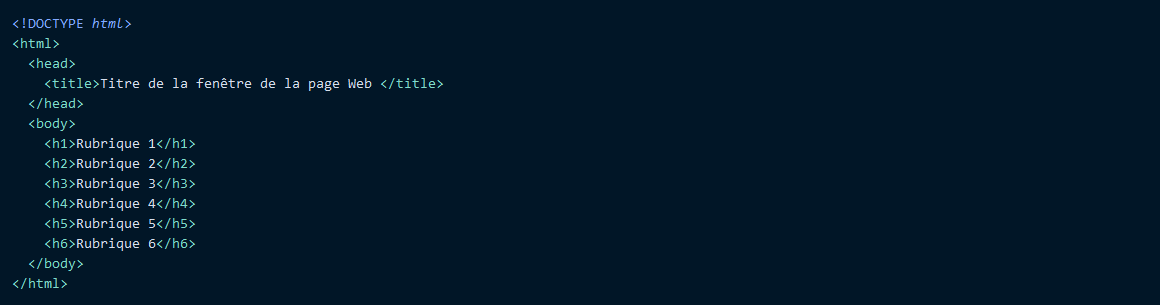 <!DOCTYPE html>
<html>
  <head>
    <title>Titre de la fenêtre de la page Web </title>
  </head>
  <body>
    <h1>Rubrique 1</h1>
    <h2>Rubrique 2</h2>
    <h3>Rubrique 3</h3>
    <h4>Rubrique 4</h4>
    <h5>Rubrique 5</h5>
    <h6>Rubrique 6</h6>
  </body>
</html>